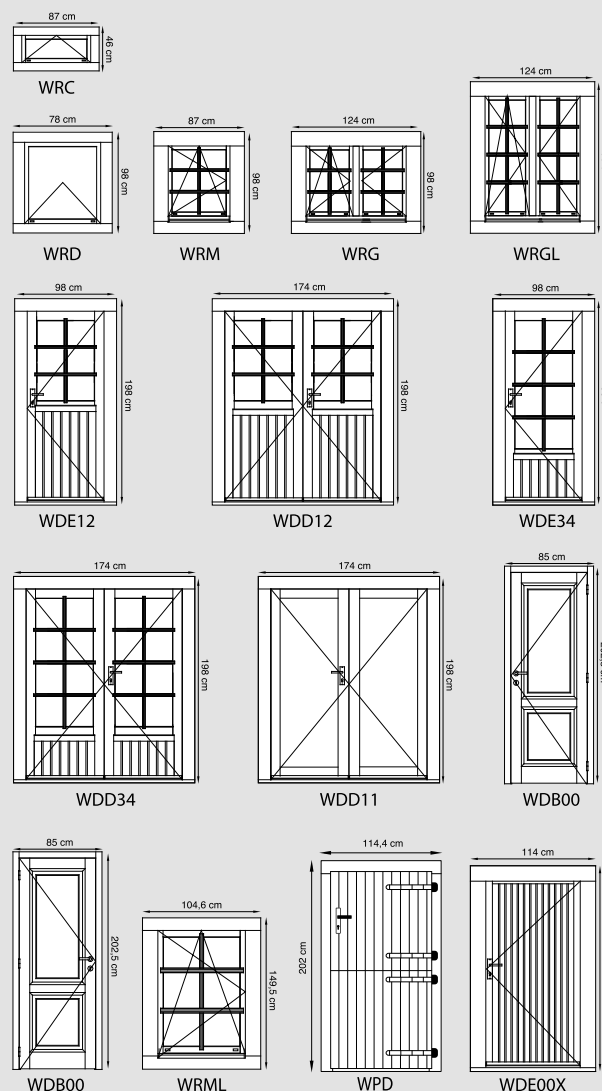 87 cm
46 cm
WRC
78 cm
98 cm
WRD
87 cm
98 cm
WRM
124 cm
98 cm
WRG
124 cm
WRGL
98 cm
198 cm
WDE12
174 cm
198 cm
WDD12
98 cm
WDE34
174 cm
198 cm
WDD34
174 cm
198 cm
WDD11
85 cm
WDB00
85 cm
202,5 cm
WDB00
104,6 cm
149,5 cm
WRML
114,4 cm
202 cm
WPD
114 cm
WDE00X